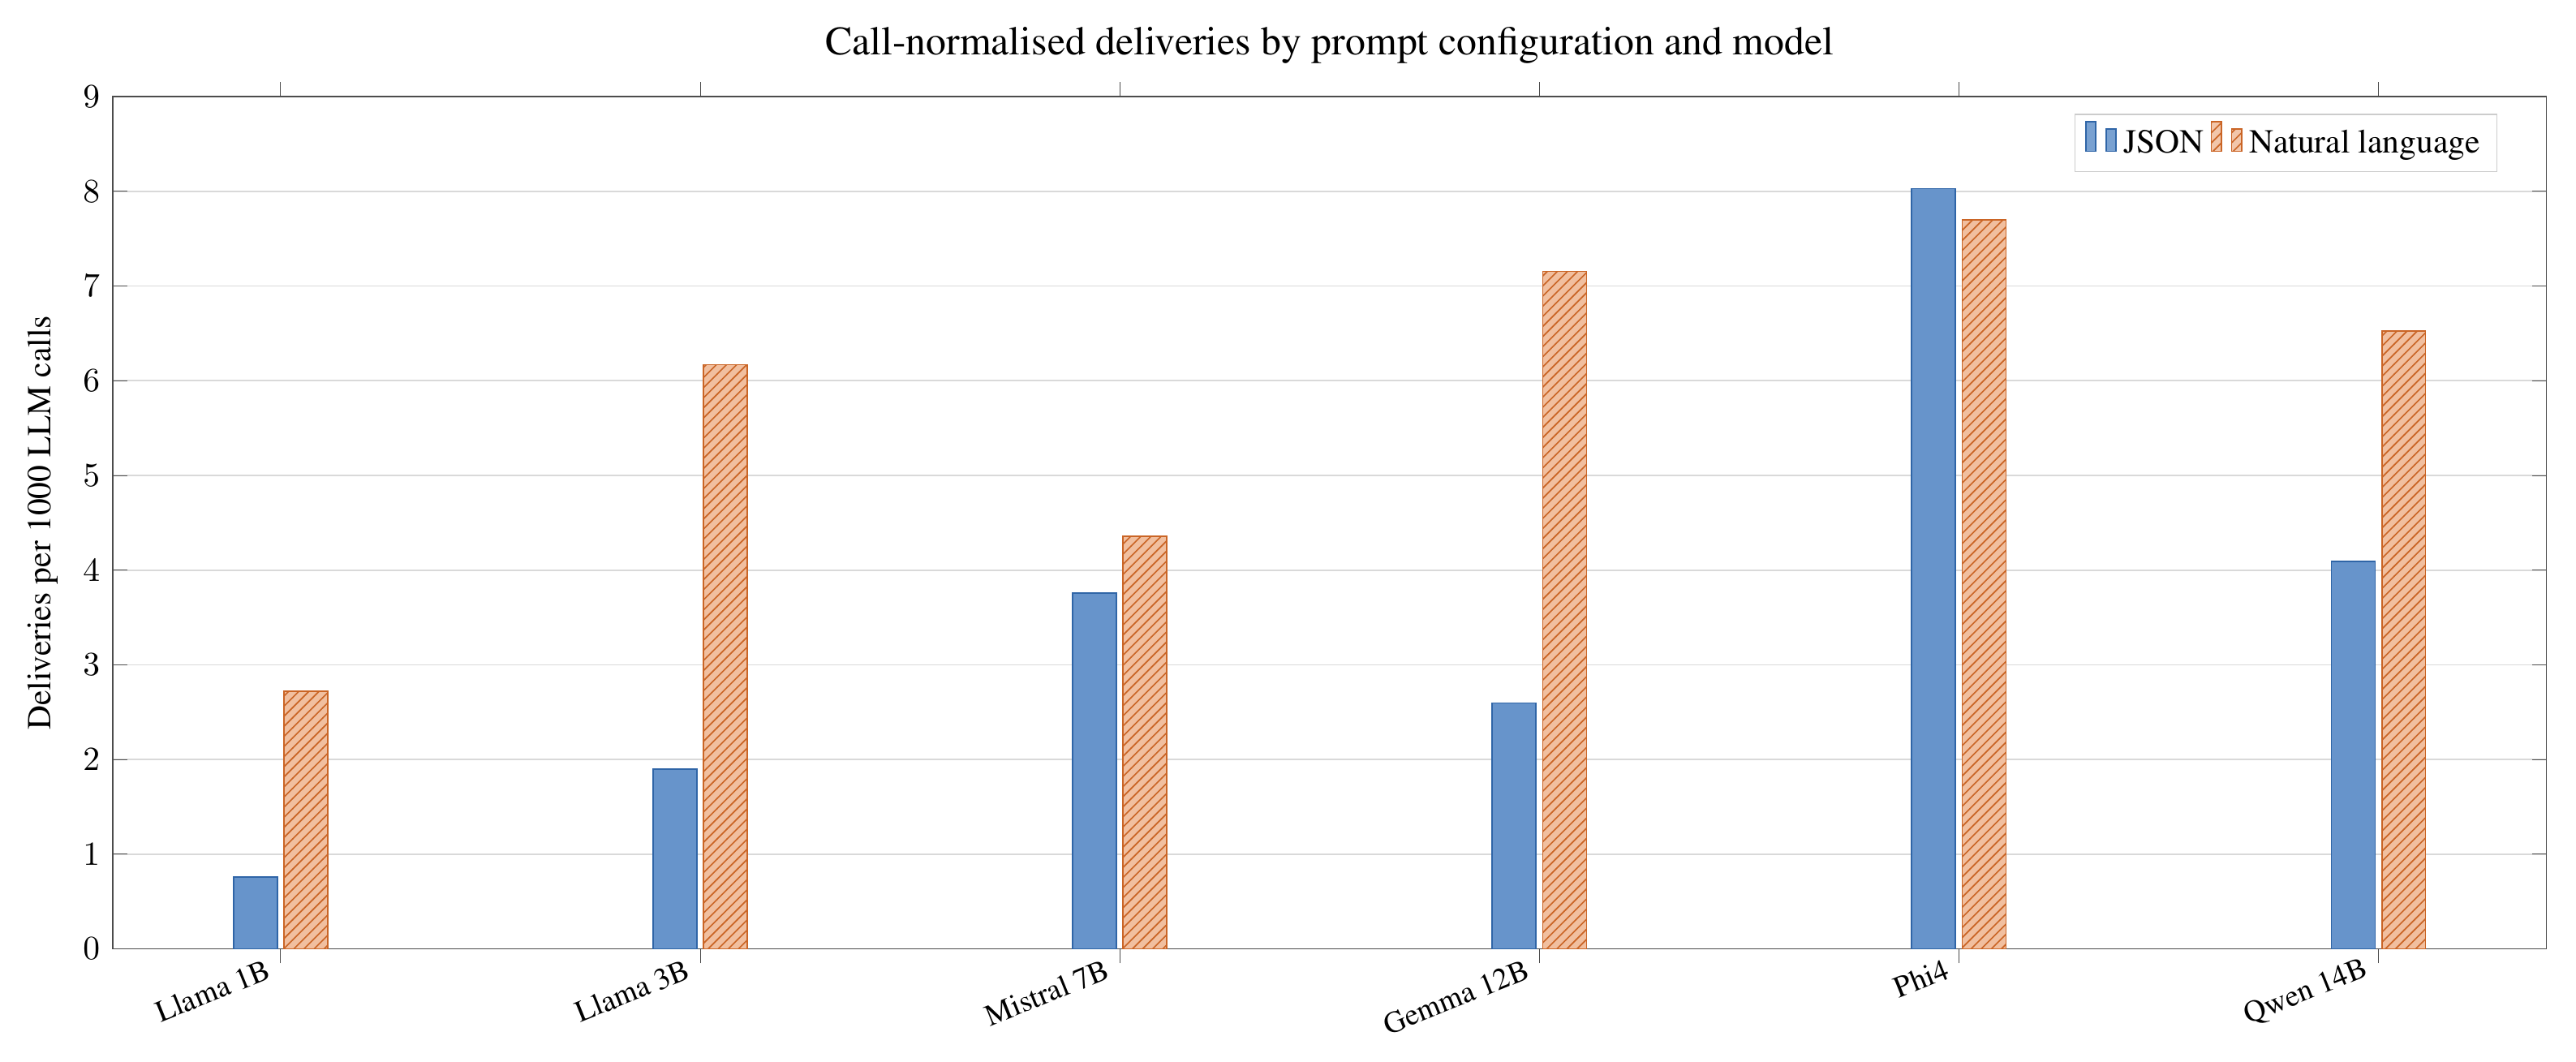 Call-normalised deliveries by prompt configuration and model
Deliveries per 1000 LLM calls
9
8
7
6
5
4
3
2
1
0
JSON Natural language
Llama 1B
Llama 3B
Mistral 7B
Gemma 12B
Phi4
Qwen 14B